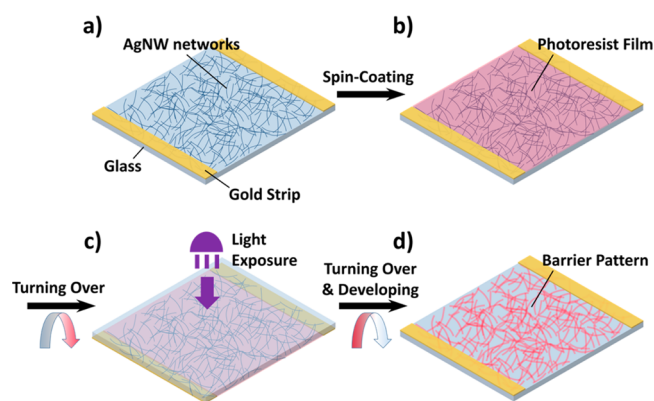 a)
AgNW networks
Glass
Gold Strip
Spin-Coating
b)
Photoresist Film
Turning Over
c)
Light
Exposure
Turning Over
& Developing
d)
Barrier Pattern